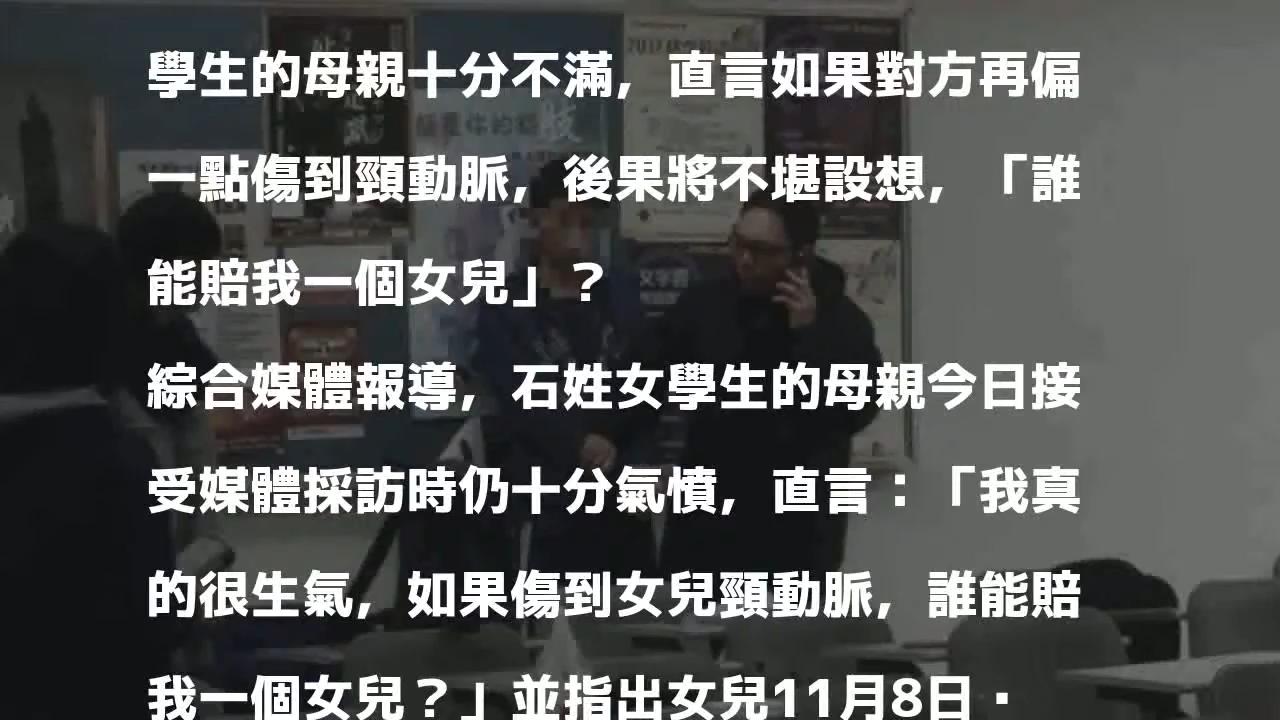 學生的母親十分不滿，直言如果對方再偏
一點傷到頸動脈，後果將不堪設想，「誰
能賠我一個女兒」？
綜合媒體報導，石姓女學生的母親今日接
受媒體採訪時仍十分氣憤，直言：「我真
的很生氣，如果傷到女兒頸動脈，誰能賠
我一個女兒？」並指出女兒11月8日·